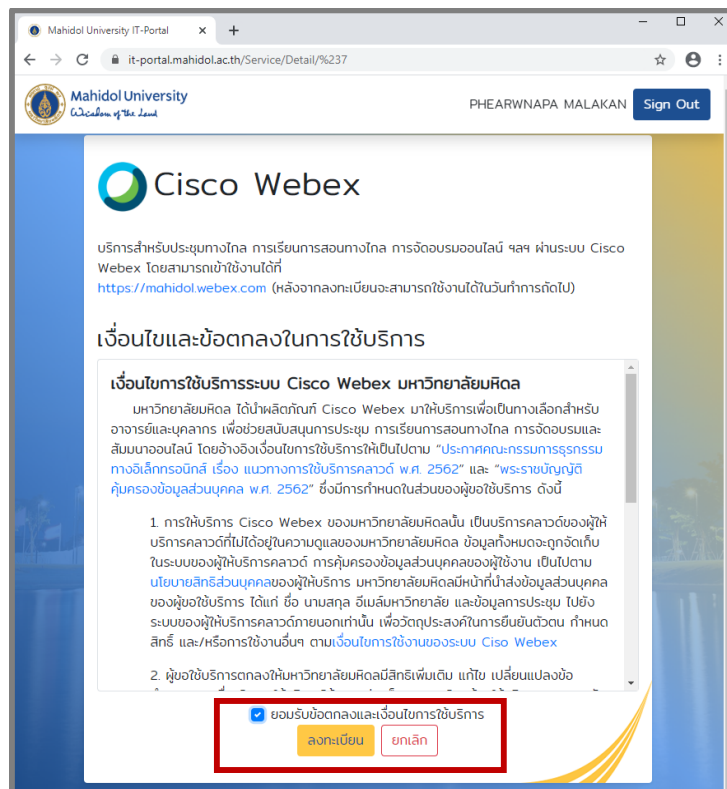 Mahidol University IT-Portal
it-portal.mahidol.ac.th/Service/Detail/%237
Mahidol University
Wisdom of the Land
PHEARWNAPA MALAKAN
Sign Out
Cisco Webex
บริการสำหรับประชุมทางไกล การเรียนการสอนทางไกล การจัดอบรมออนไลน์ ฯลฯ ผ่านระบบ Cisco
Webex โดยสามารถเข้าใช้งานได้ที่
https://mahidol.webex.com (หลังจากลงทะเบียนจะสามารถใช้งานได้ในวันทำการถัดไป)
เงื่อนไขและข้อตกลงในการใช้บริการ
เงื่อนไขการใช้บริการระบบ Cisco Webex มหาวิทยาลัยมหิดล
มหาวิทยาลัยมหิดล ได้นำผลิตภัณฑ์ Cisco Webex มาให้บริการเพื่อเป็นทางเลือกสำหรับ
อาจารย์และบุคลากร เพื่อช่วยสนับสนุนการประชุม การเรียนการสอนทางไกล การจัดอบรมและ
สัมมนาออนไลน์ โดยอ้างอิงเงื่อนไขการใช้บริการให้เป็นไปตาม “ประกาศคณะกรรมการธุรกรรม
ทางอิเล็กทรอนิกส์ เรื่อง แนวทางการใช้บริการคลาวด์ พ.ศ. 2562” และ “พระราชบัญญัติ
คุ้มครองข้อมูลส่วนบุคคล พ.ศ. 2562” ซึ่งมีการกำหนดในส่วนของผู้ขอใช้บริการ ดังนี้
1. การให้บริการ Cisco Webex ของมหาวิทยาลัยมหิดลนั้น เป็นบริการคลาวด์ของผู้ให้
บริการคลาวด์ที่ไม่ได้อยู่ในความดูแลของมหาวิทยาลัยมหิดล ข้อมูลทั้งหมดจะถูกจัดเก็บ
ในระบบของผู้ให้บริการคลาวด์ การคุ้มครองข้อมูลส่วนบุคคลของผู้ใช้งาน เป็นไปตาม
นโยบายสิทธิส่วนบุคคลของผู้ให้บริการ มหาวิทยาลัยมหิดลมีหน้าที่นำส่งข้อมูลส่วนบุคคล
ของผู้ขอใช้บริการ ได้แก่ ชื่อ นามสกุล อีเมล์มหาวิทยาลัย และข้อมูลการประชุม ไปยัง
ระบบของผู้ให้บริการคลาวด์ภายนอกเท่านั้น เพื่อวัตถุประสงค์ในการยืนยันตัวตน กำหนด
สิทธิ์ และ/หรือการใช้งานอื่นๆ ตามเงื่อนไขการใช้งานของระบบ Ciso Webex
2. ผู้ขอใช้บริการตกลงให้มหาวิทยาลัยมหิดลมีสิทธิเพิ่มเติม แก้ไข เปลี่ยนแปลงข้อ
ยอมรับข้อตกลงและเงื่อนไขการใช้บริการ
ลงทะเบียน
ยกเลิก